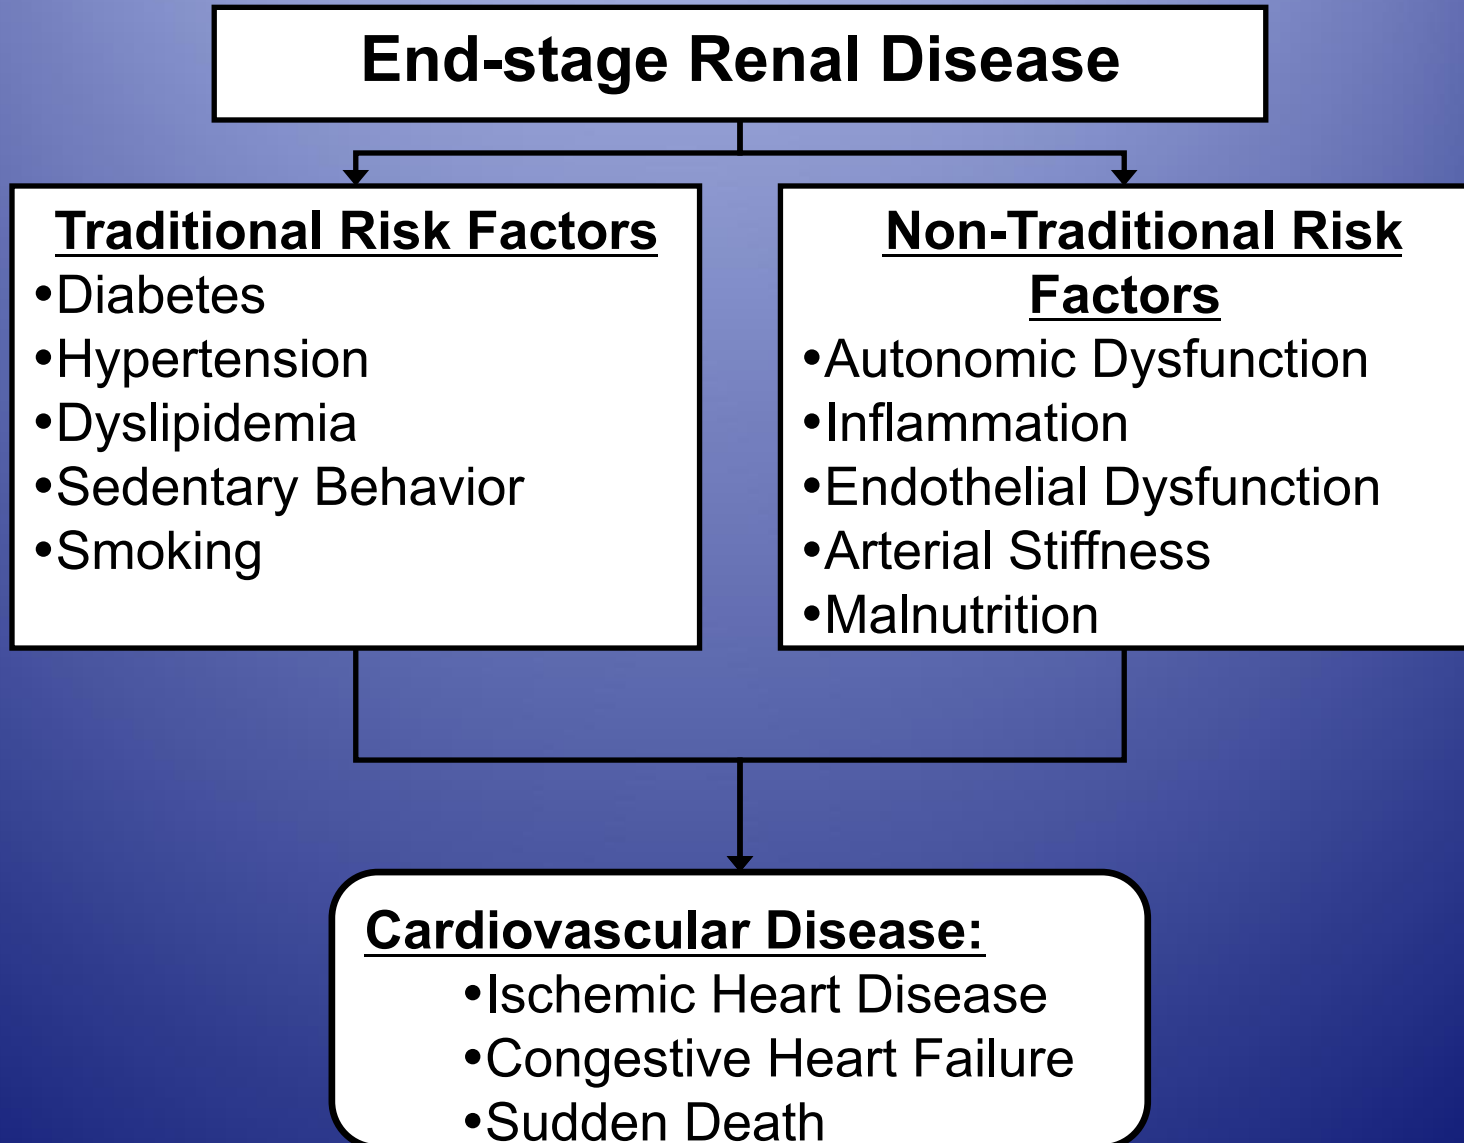 End-stage Renal Disease
Traditional Risk Factors
•Diabetes
•Hypertension
•Dyslipidemia
•Sedentary Behavior
•Smoking
Non-Traditional Risk
Factors
•Autonomic Dysfunction
•Inflammation
•Endothelial Dysfunction
•Arterial Stiffness
•Malnutrition
Cardiovascular Disease:
•Ischemic Heart Disease
•Congestive Heart Failure
•Sudden Death